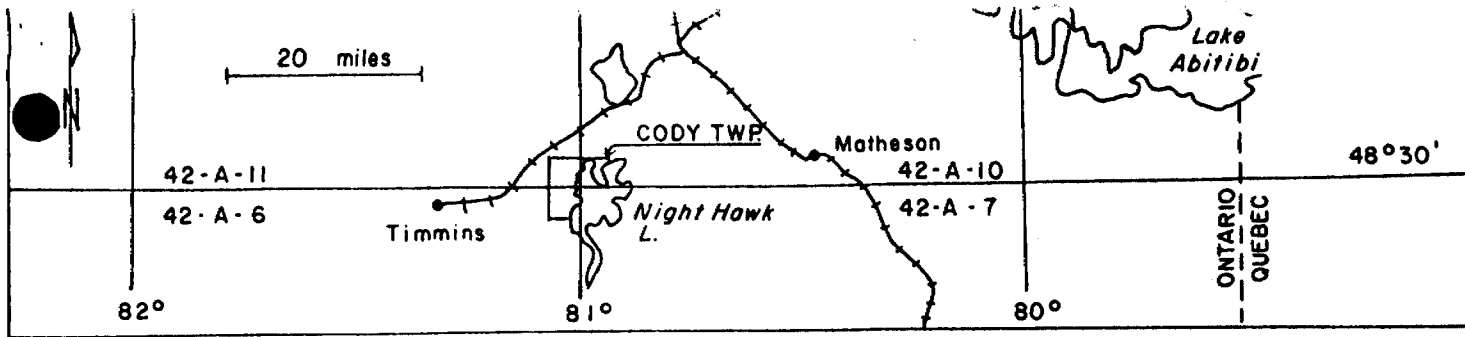 Lake
Abitibi
20 miles
N
CODY TWP.
Matheson
48°30'
42-A-11
42-A-10
42-A-6
42-A-7
Night Hawk
L.
Timmins
ONTARIO
QUEBEC
82°
81°
80°